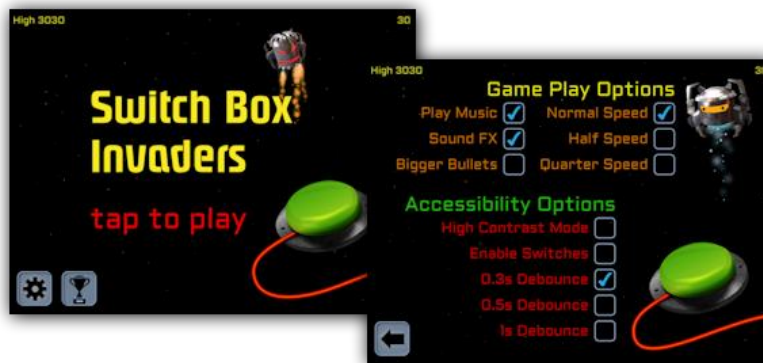 High 3030
30
Switch Box
Invaders
tap to play
High 3030
Game Play Options
Play Music
Normal Speed
Sound FX
Half Speed
Bigger Bullets
Quarter Speed
Accessibility Options
High Contrast Mode
Enable Switches
0.3s Debounce
0.5s Debounce
1s Debounce